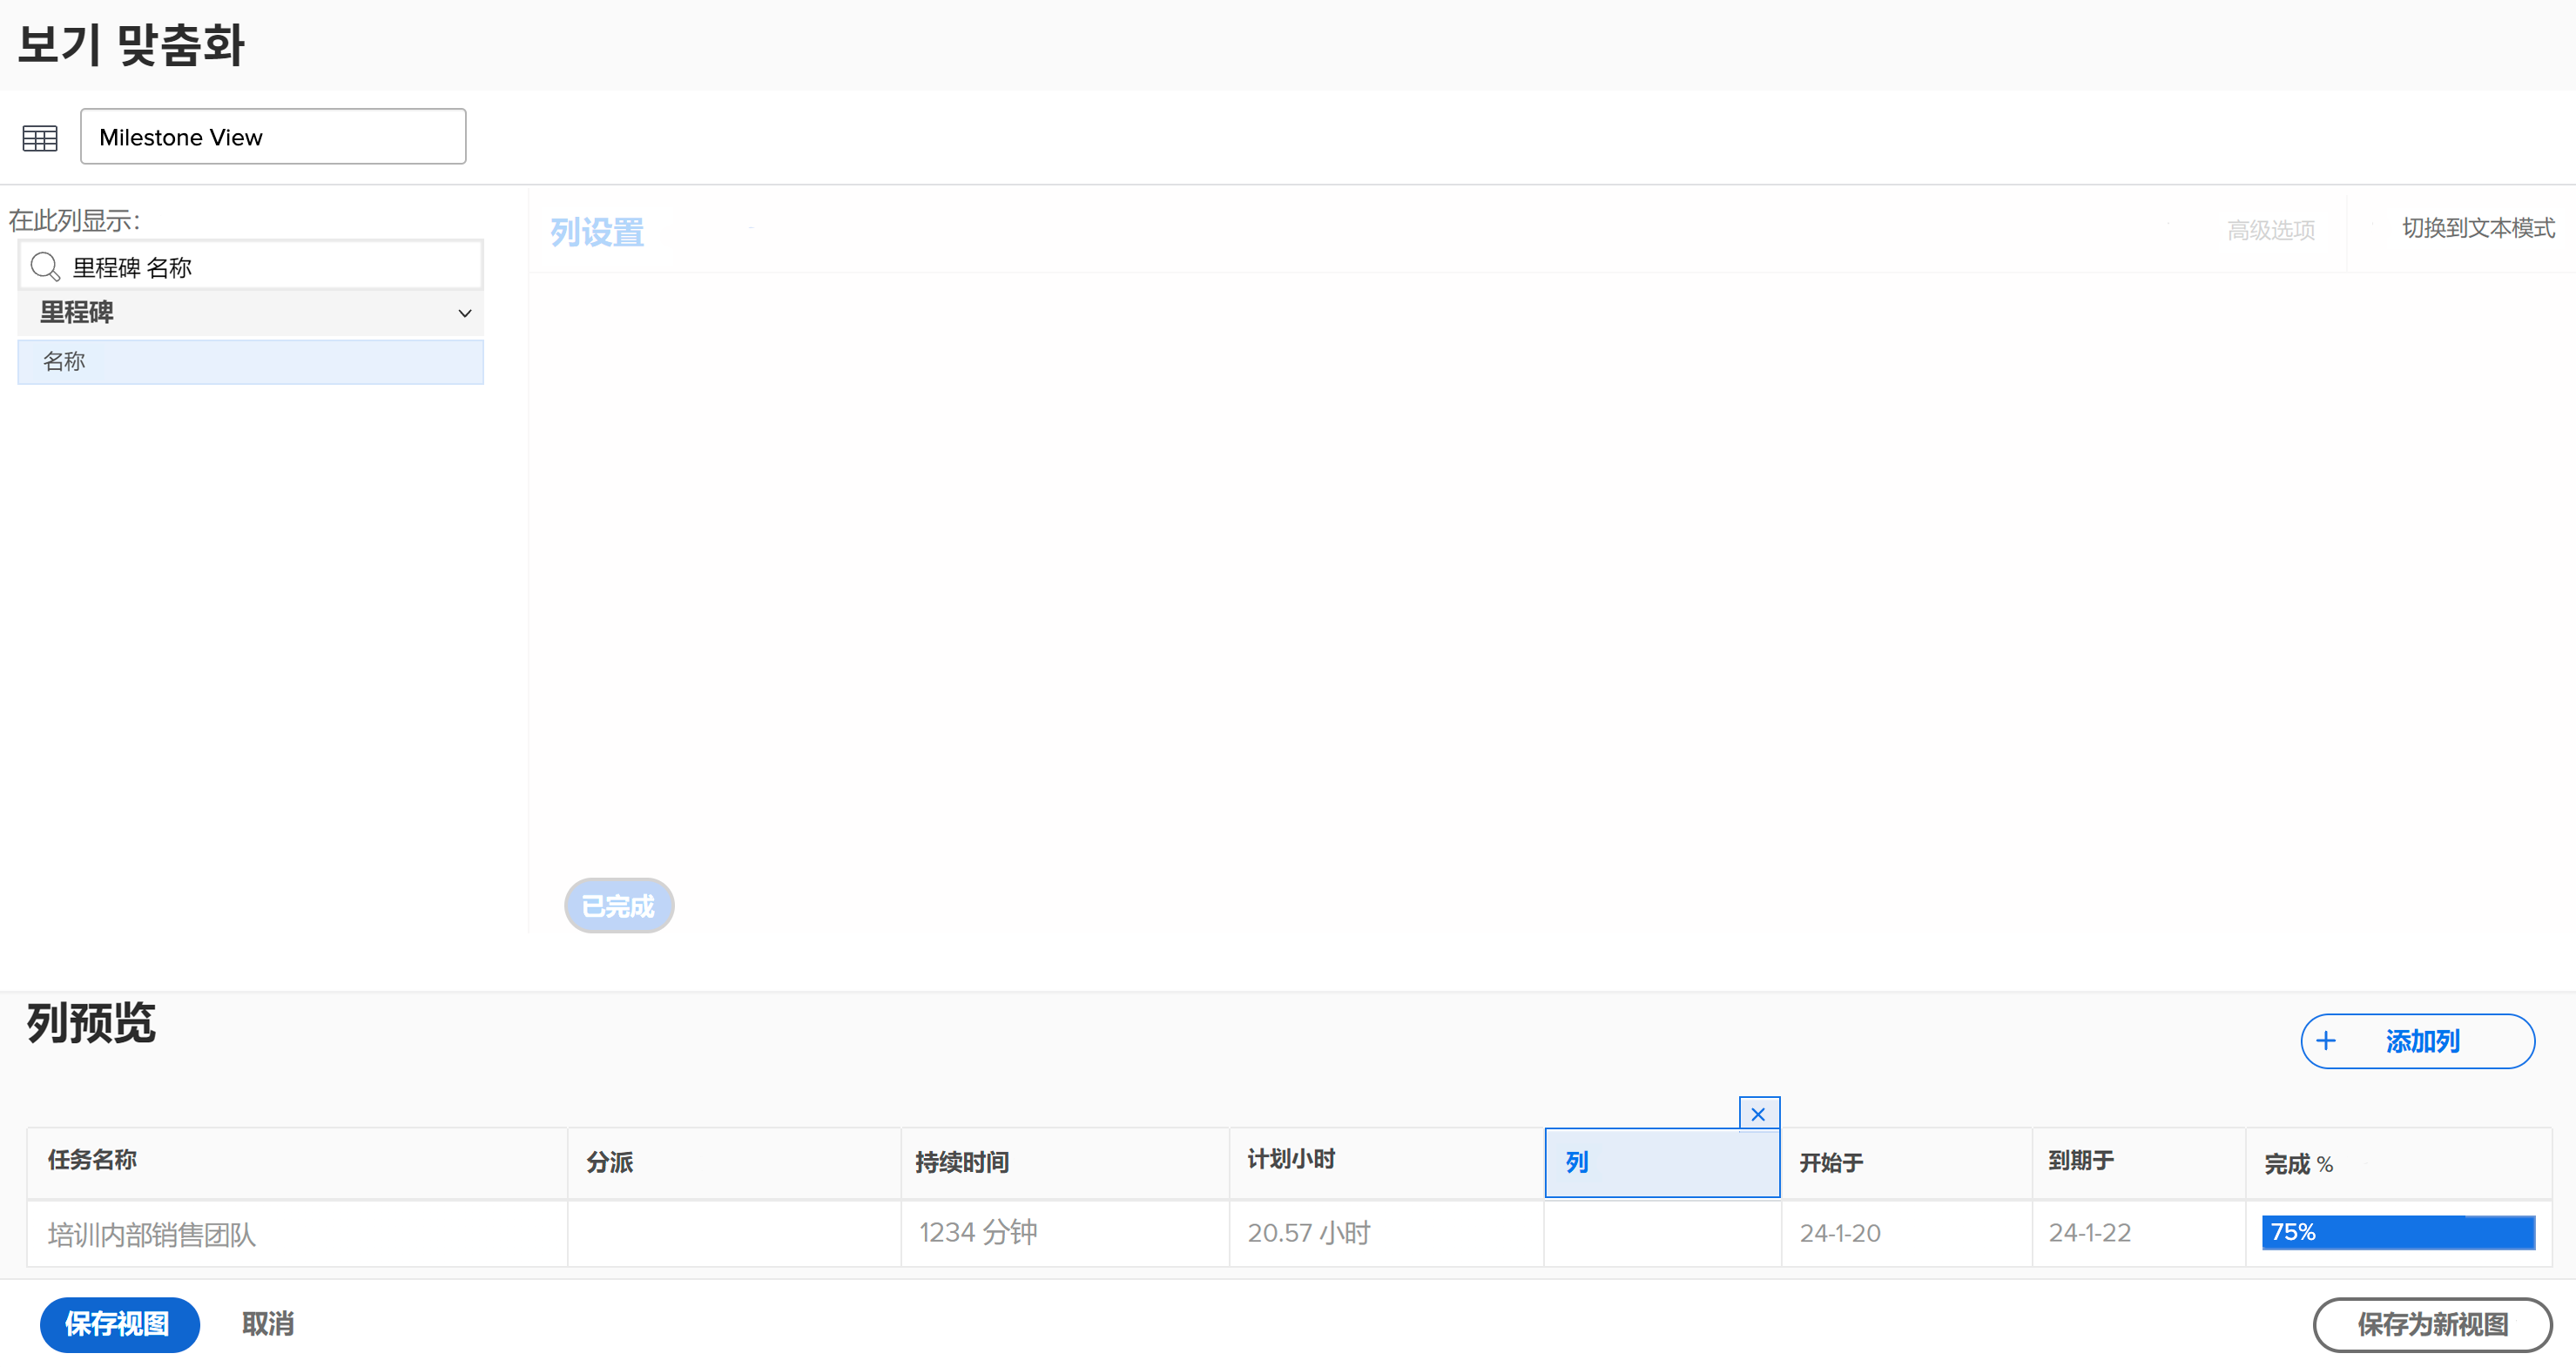 보기 맞춤화
Milestone View
在此列显示:
里程碑 名称
里程碑
名称
列设置
高级选项
切换到文本模式
已完成
列预览
添加列
任务名称 分派 持续时间 计划小时 列 开始于 到期于 完成 %
培训内部销售团队 1234 分钟 20.57 小时 24-1-20 24-1-22 75%
保存视图 取消 保存为新视图